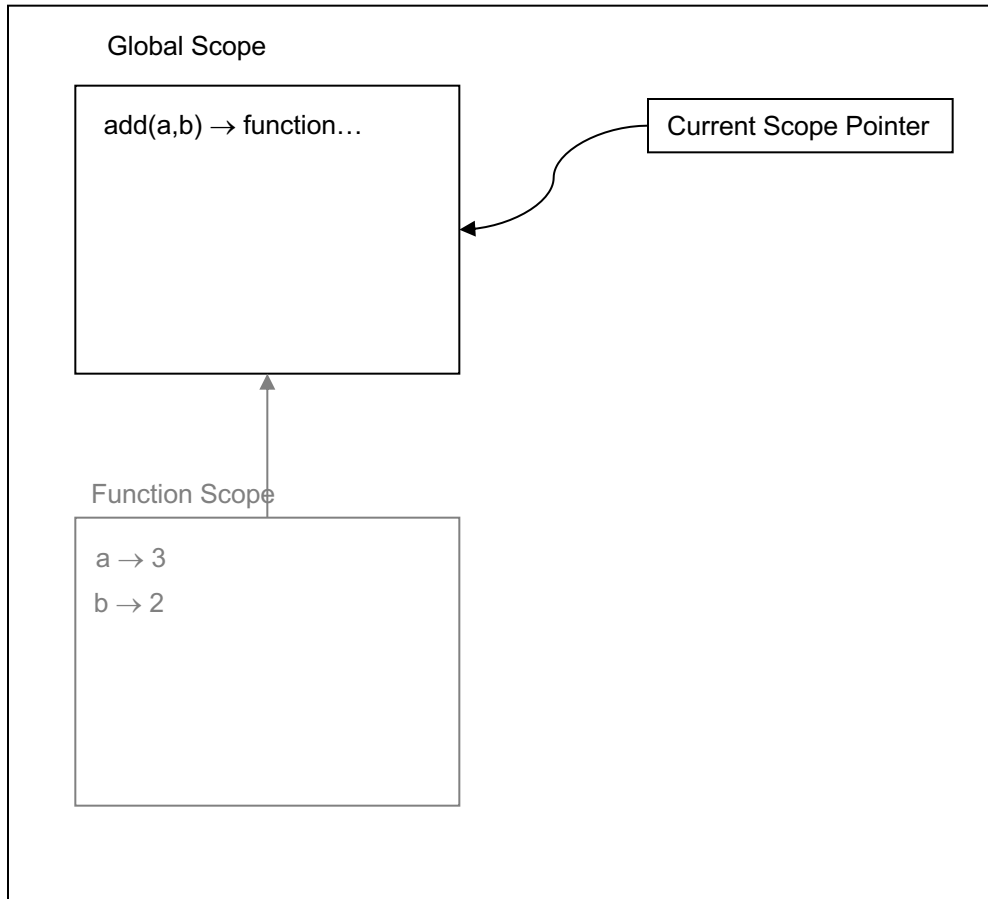 Global Scope
add(a,b) → function…
Current Scope Pointer
Function Scope
a → 3
b → 2